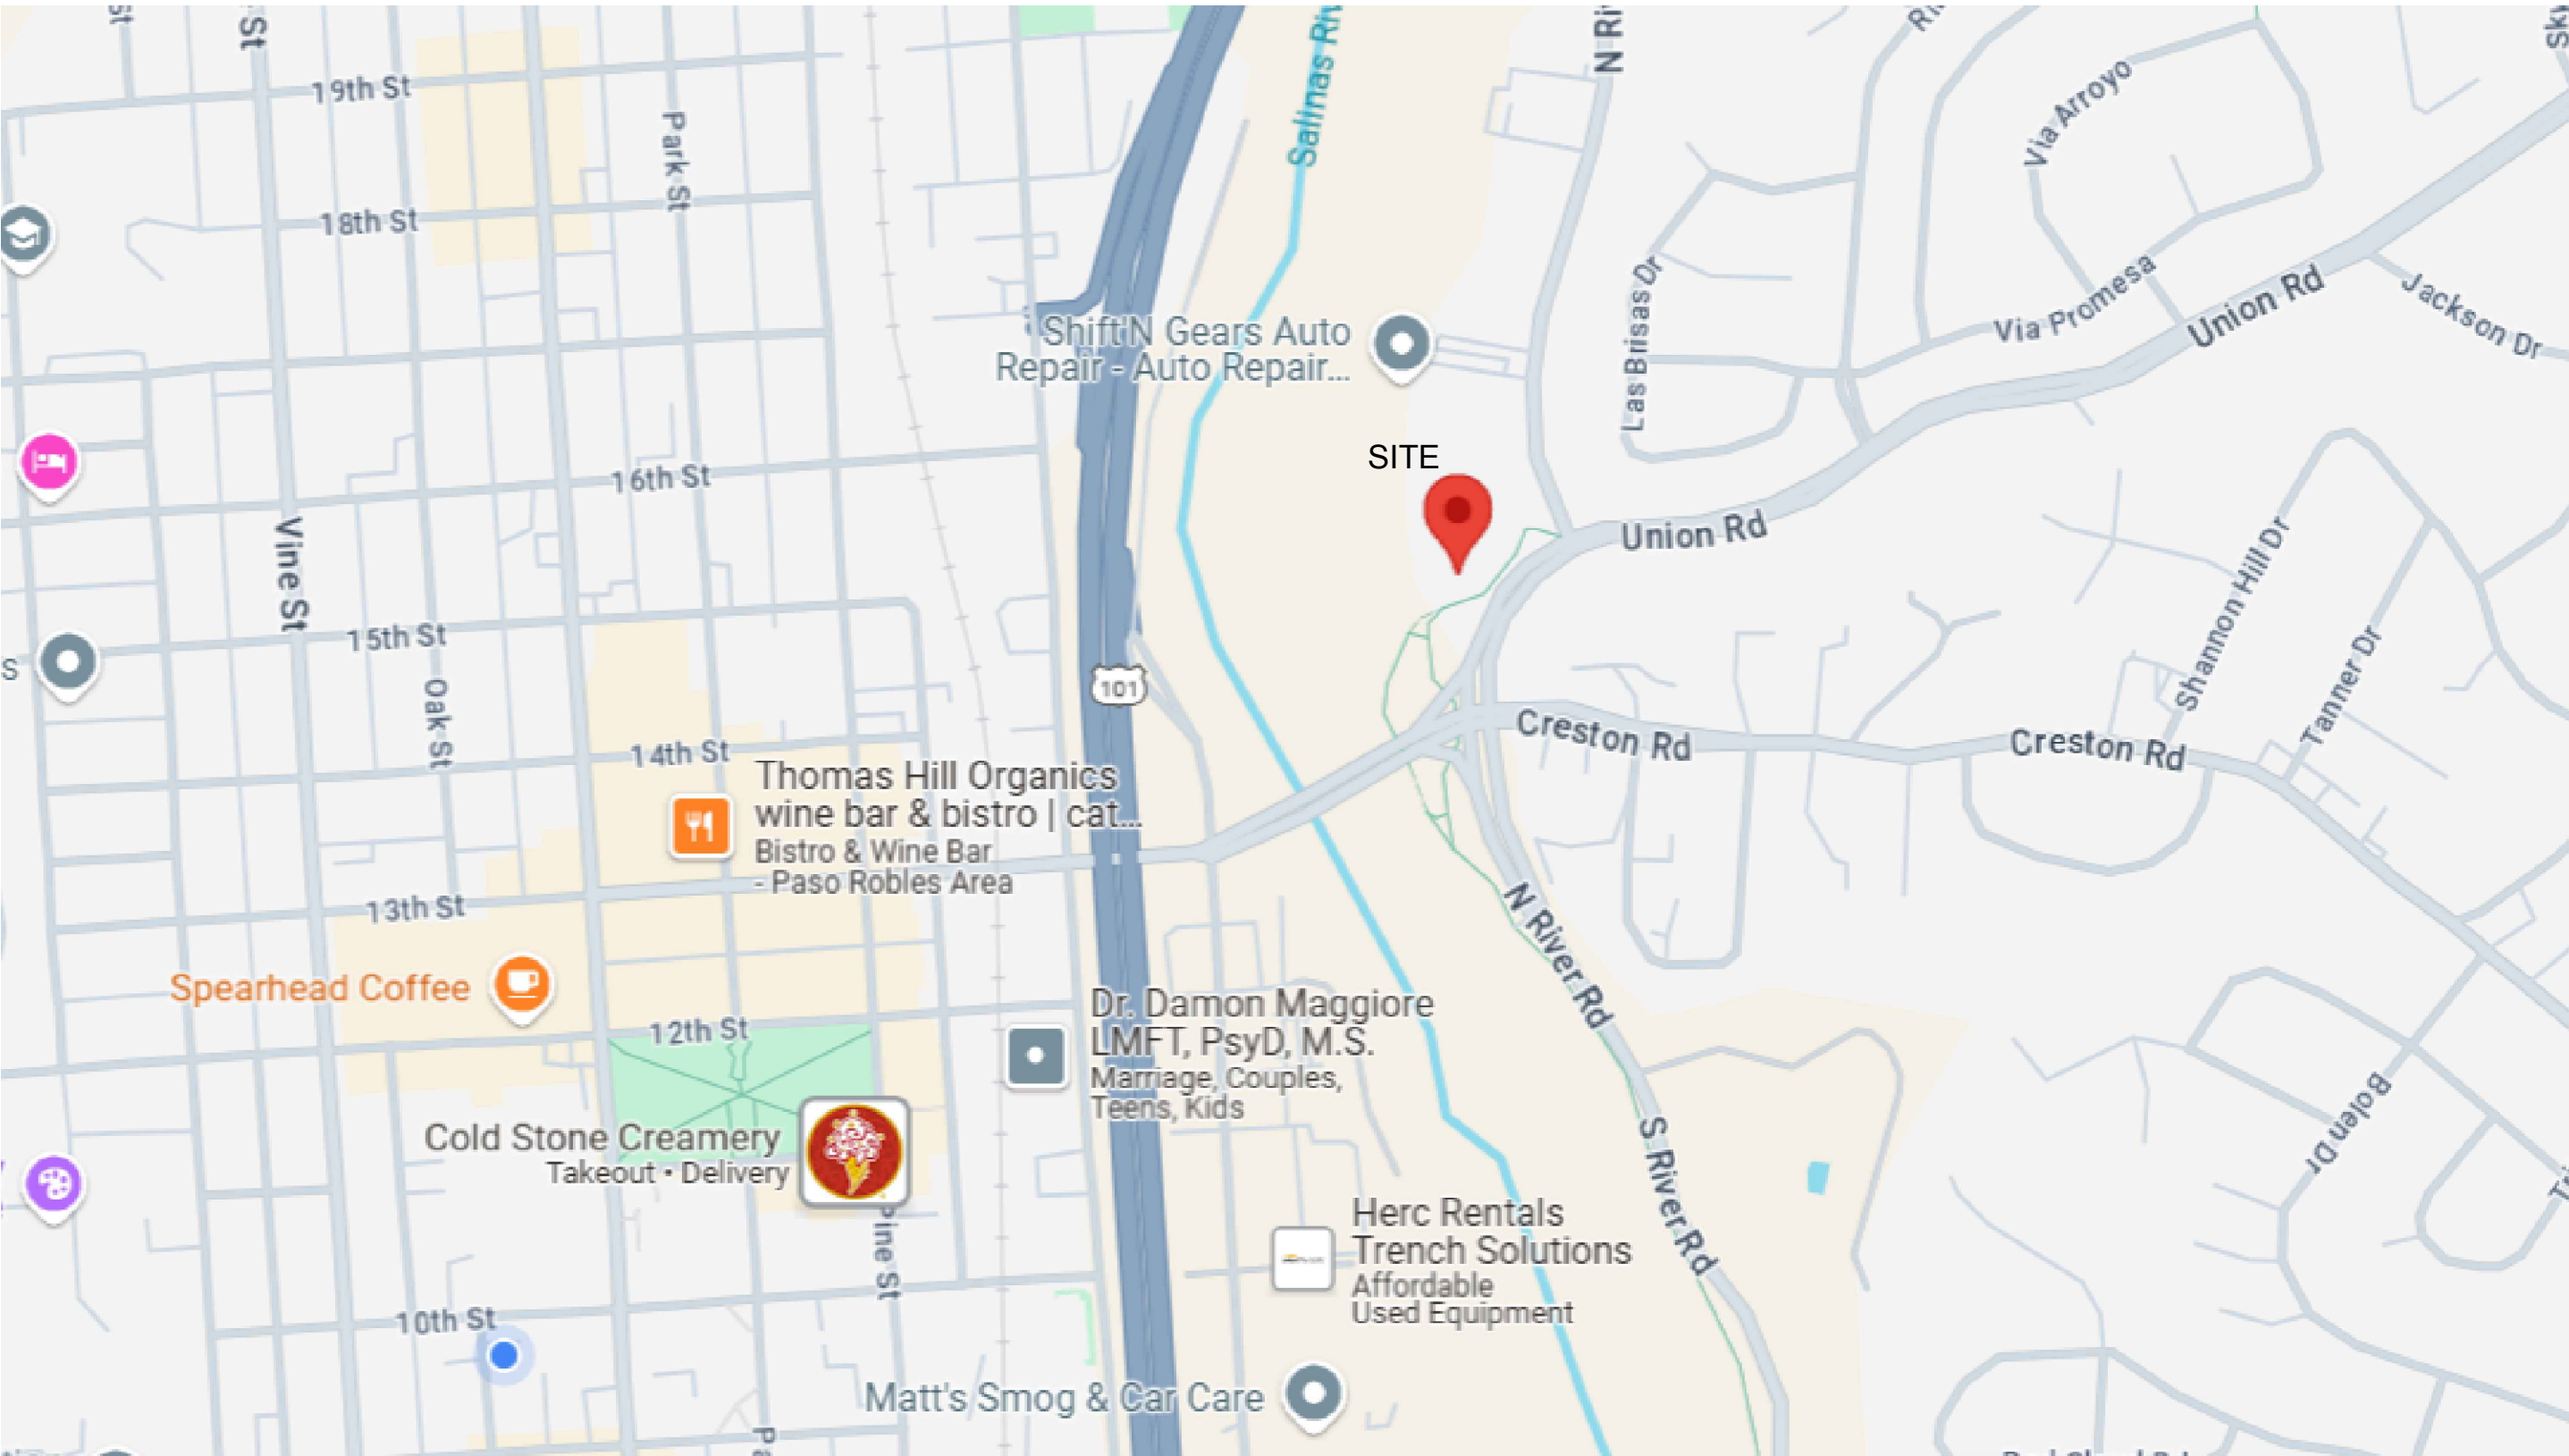 St
St
19th St
18th St
Park St
Salinas Riv
N Ri
Via Arroyo
Sky
Las Brisas Dr
Via Promesa
Union Rd
Jackson Dr
Shift'N Gears Auto
Repair - Auto Repair...
SITE
16th St
Union Rd
Vine St
15th St
S
Oak St
101
14th St
Creston Rd
Creston Rd
Shannon Hill Dr
Tanner Dr
Thomas Hill Organics
wine bar & bistro | cat...
Bistro & Wine Bar
- Paso Robles Area
13th St
N River Rd
Spearhead Coffee
12th St
Dr. Damon Maggiore
LMFT, PsyD, M.S.
Marriage, Couples,
Teens, Kids
Cold Stone Creamery
Takeout • Delivery
S River Rd
Bolen Dr
Pine St
Herc Rentals
Trench Solutions
Affordable
Used Equipment
10th St
Matt's Smog & Car Care
Pa